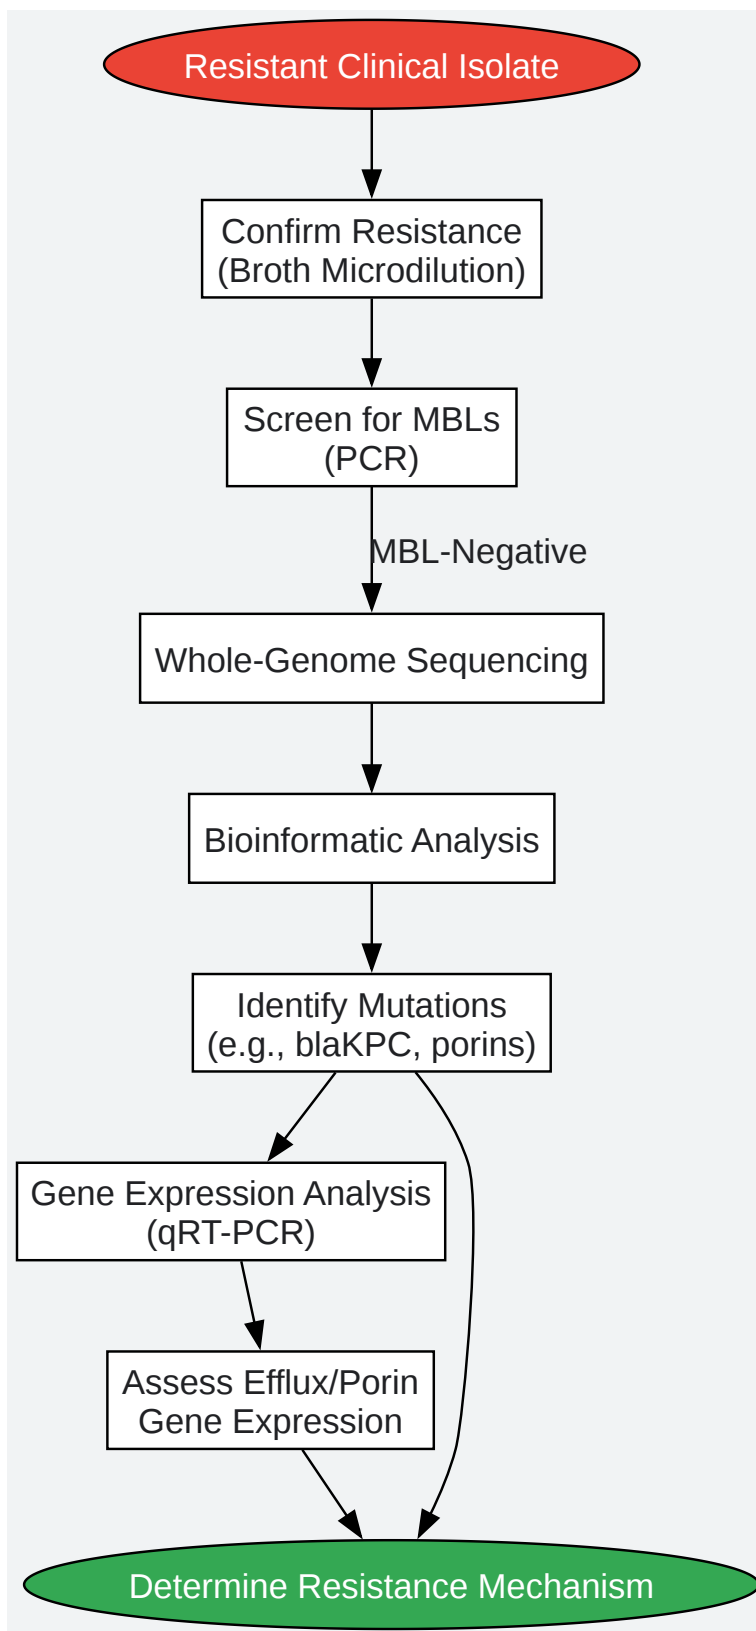 Resistant Clinical Isolate
Confirm Resistance
(Broth Microdilution)
Screen for MBLs
(PCR)
MBL-Negative
Whole-Genome Sequencing
Bioinformatic Analysis
Identify Mutations
(e.g., blaKPC, porins)
Gene Expression Analysis
(qRT-PCR)
Assess Efflux/Porin
Gene Expression
Determine Resistance Mechanism